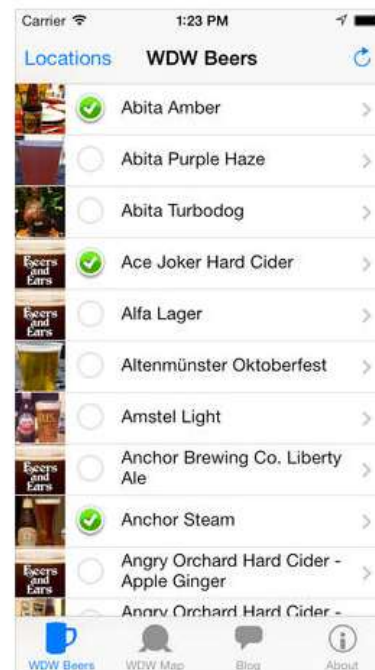 Carrier 1:23 PM
Locations WDW Beers
Abita Amber
Abita Purple Haze
Abita Turbodog
Beers
and
Ears
Ace Joker Hard Cider
Beers
and
Ears
Alfa Lager
Altenmünster Oktoberfest
Amstel Light
Beers
and
Ears
Anchor Brewing Co. Liberty
Ale
Anchor Steam
Beers
and
Ears
Angry Orchard Hard Cider -
Apple Ginger
Angry Orchard Hard Cider -
WDW Beers WDW Map Blog About